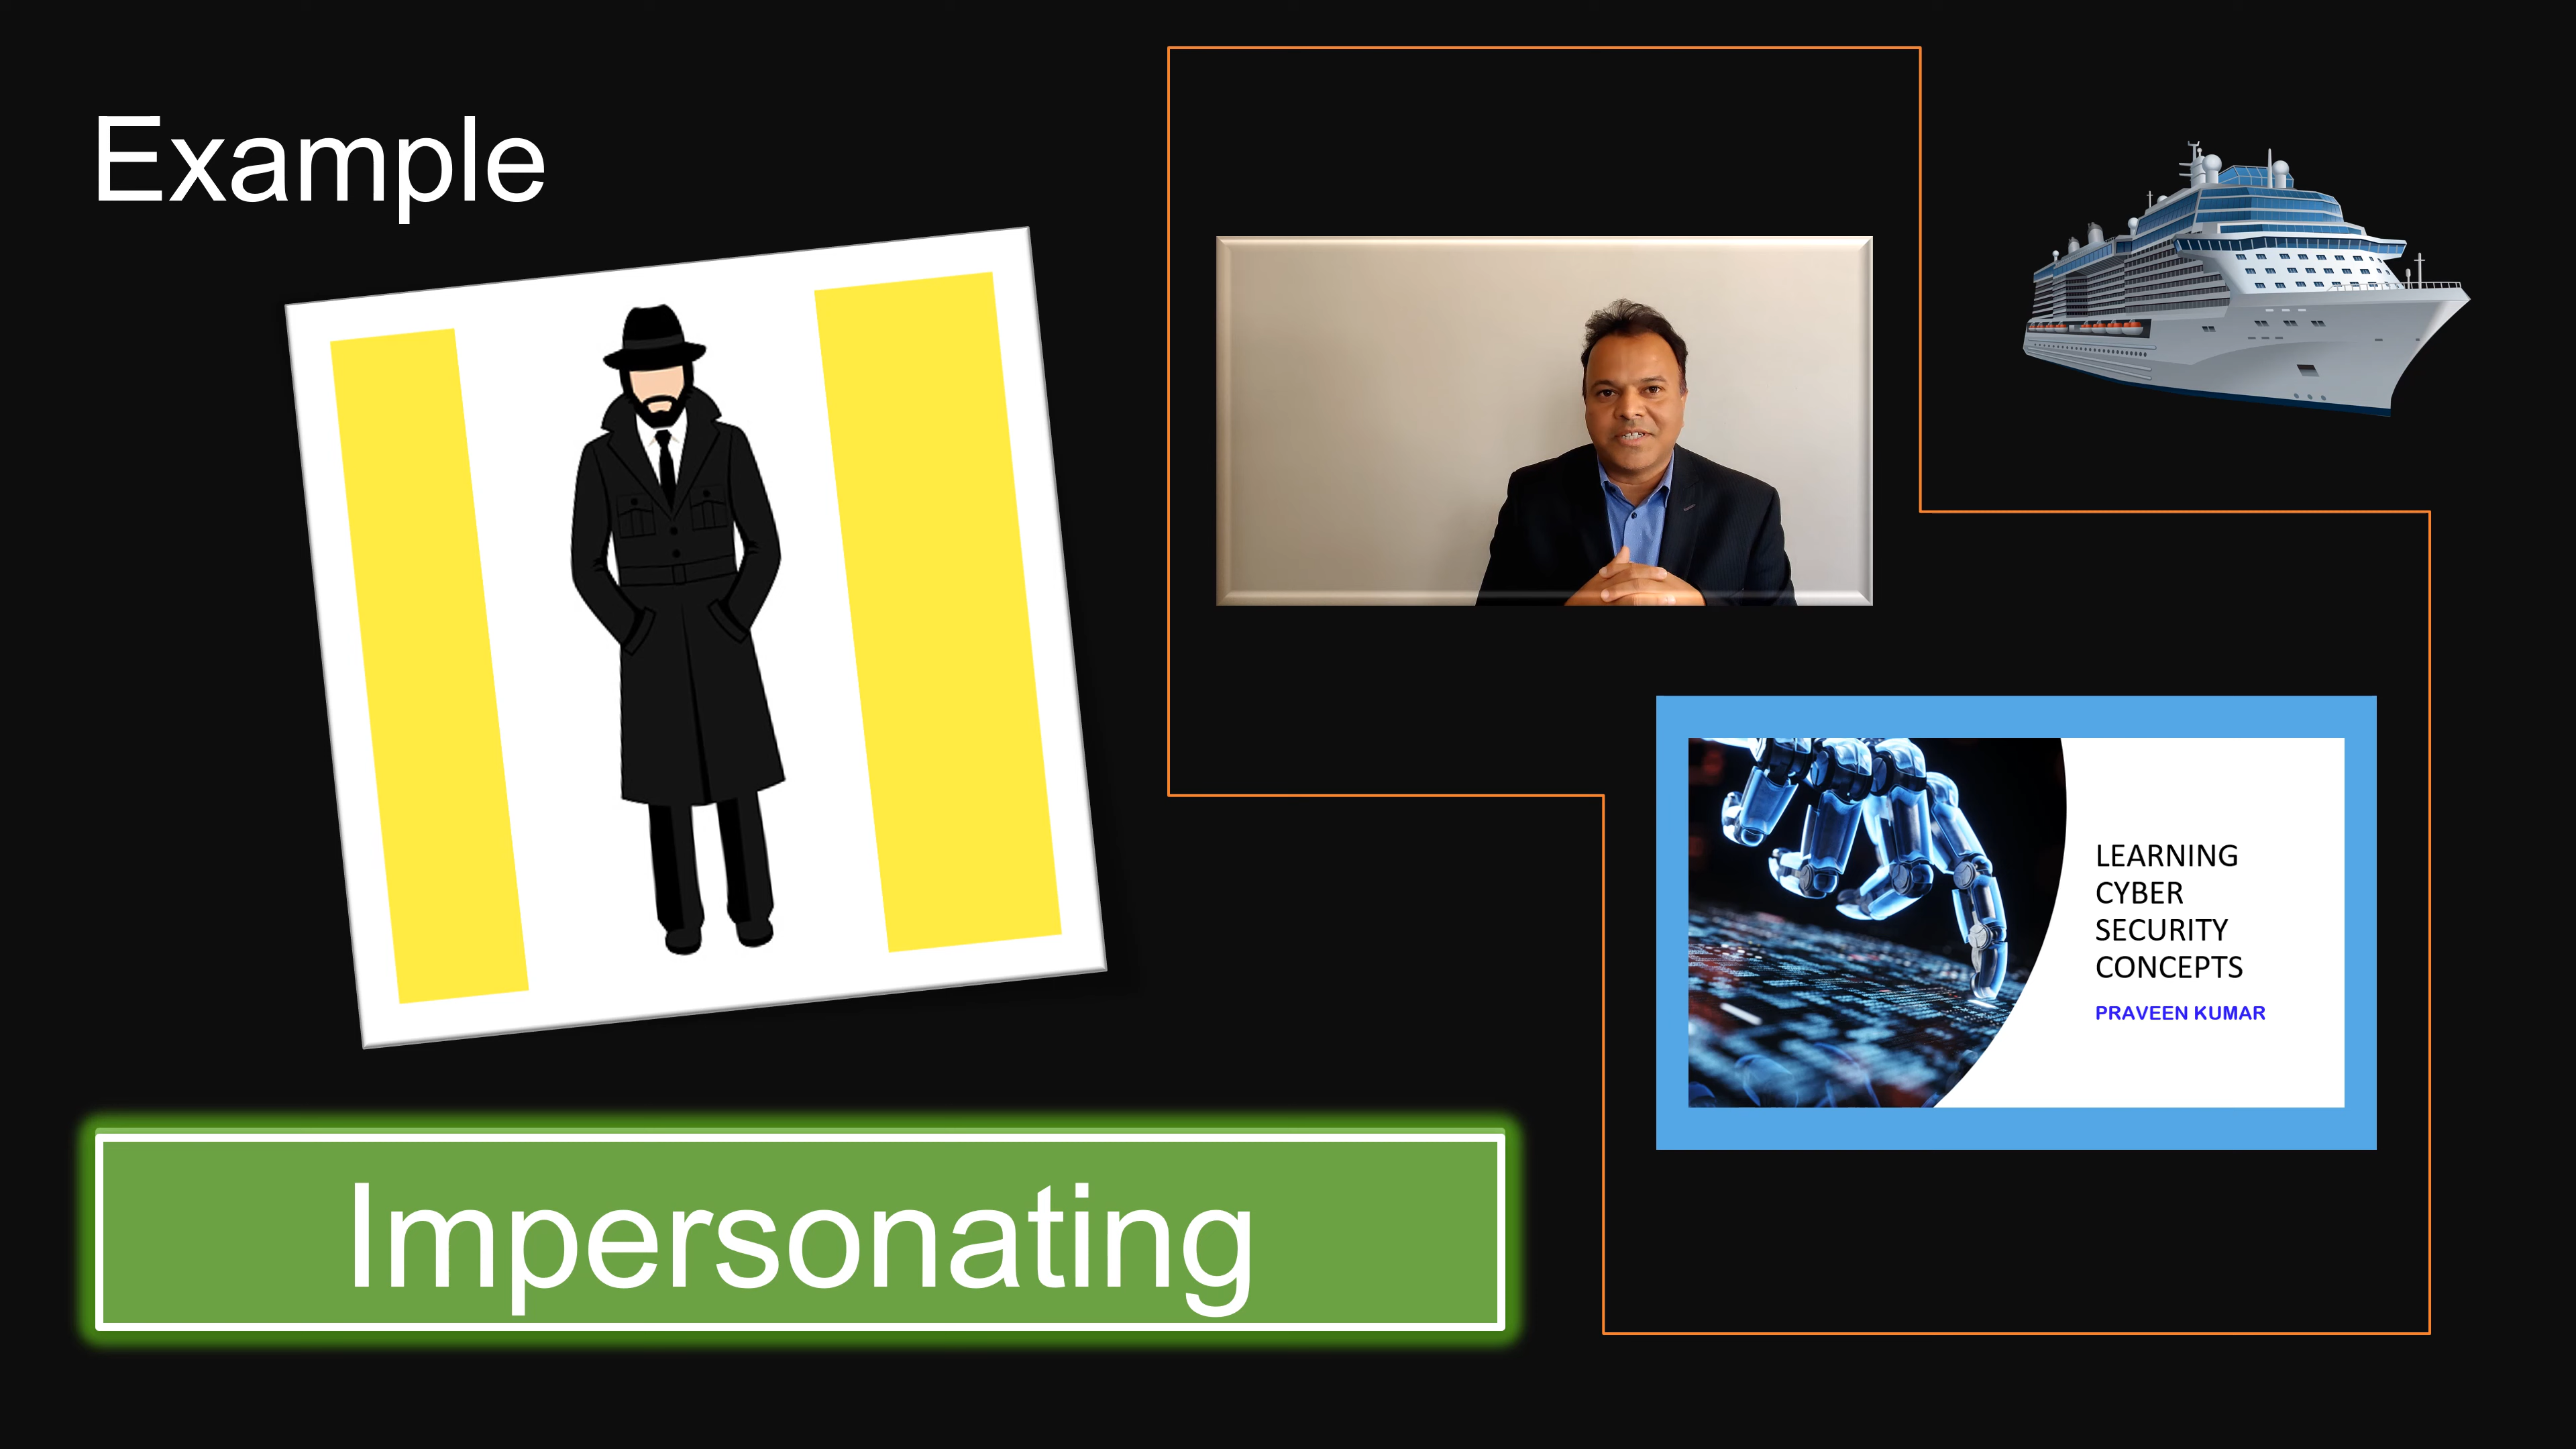 Example
LEARNING
CYBER
SECURITY
CONCEPTS
PRAVEEN KUMAR
Impersonating